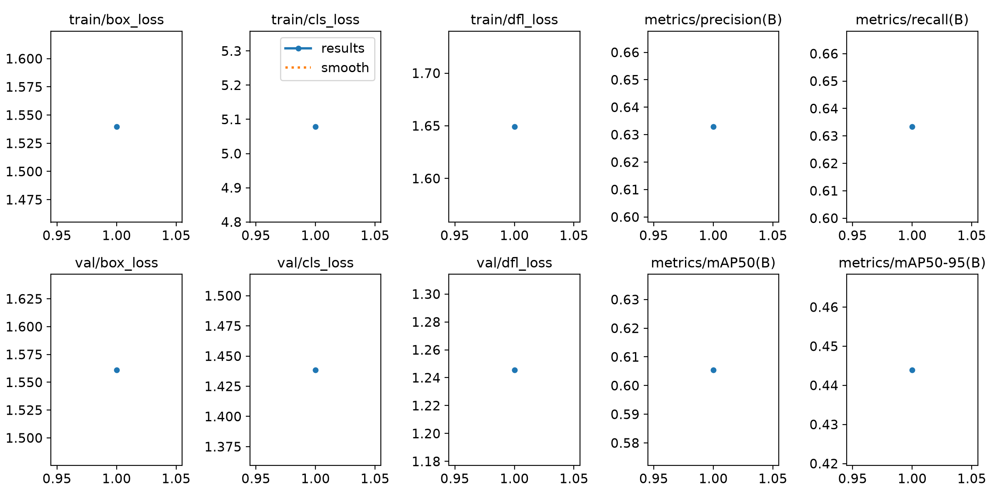 train/box_loss
1.600
1.575
1.550
1.525
1.500
1.475
0.95 1.00 1.05
train/cls_loss
results
smooth
5.3
5.2
5.1
5.0
4.9
4.8
0.95 1.00 1.05
train/dfl_loss
1.70
1.65
1.60
0.95 1.00 1.05
metrics/precision(B)
0.66
0.65
0.64
0.63
0.62
0.61
0.60
0.95 1.00 1.05
metrics/recall(B)
0.66
0.65
0.64
0.63
0.62
0.61
0.60
0.95 1.00 1.05
val/box_loss
1.625
1.600
1.575
1.550
1.525
1.500
0.95 1.00 1.05
val/cls_loss
1.500
1.475
1.450
1.425
1.400
1.375
0.95 1.00 1.05
val/dfl_loss
1.30
1.28
1.26
1.24
1.22
1.20
1.18
0.95 1.00 1.05
metrics/mAP50(B)
0.63
0.62
0.61
0.60
0.59
0.58
0.95 1.00 1.05
metrics/mAP50-95(B)
0.46
0.45
0.44
0.43
0.42
0.95 1.00 1.05